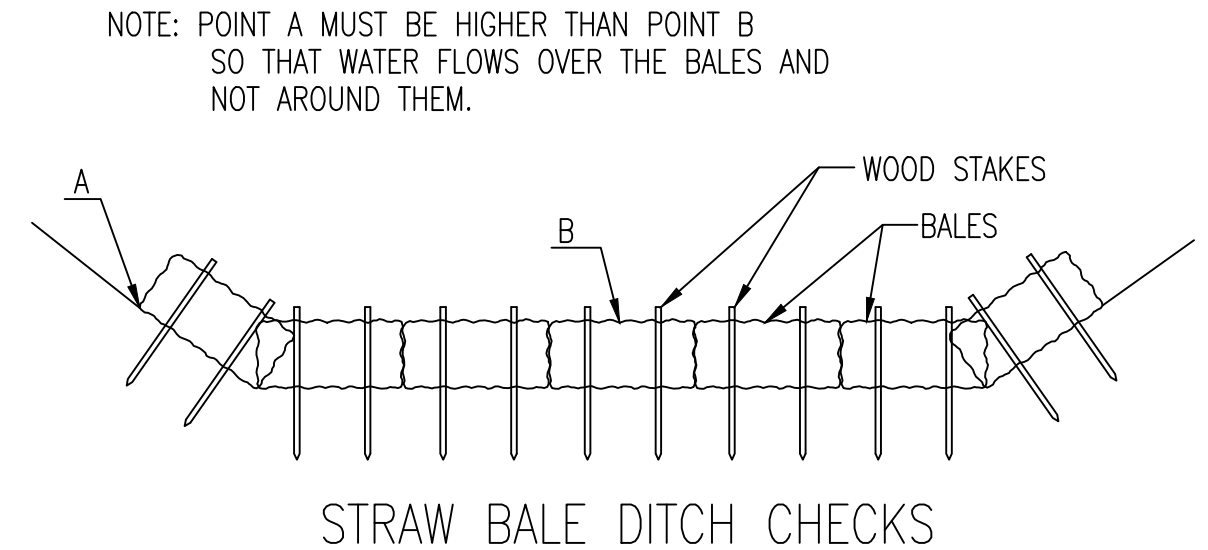 NOTE: POINT A MUST BE HIGHER THAN POINT B
SO THAT WATER FLOWS OVER THE BALES AND
NOT AROUND THEM.
WOOD STAKES
A
B
BALES
STRAW BALE DITCH CHECKS